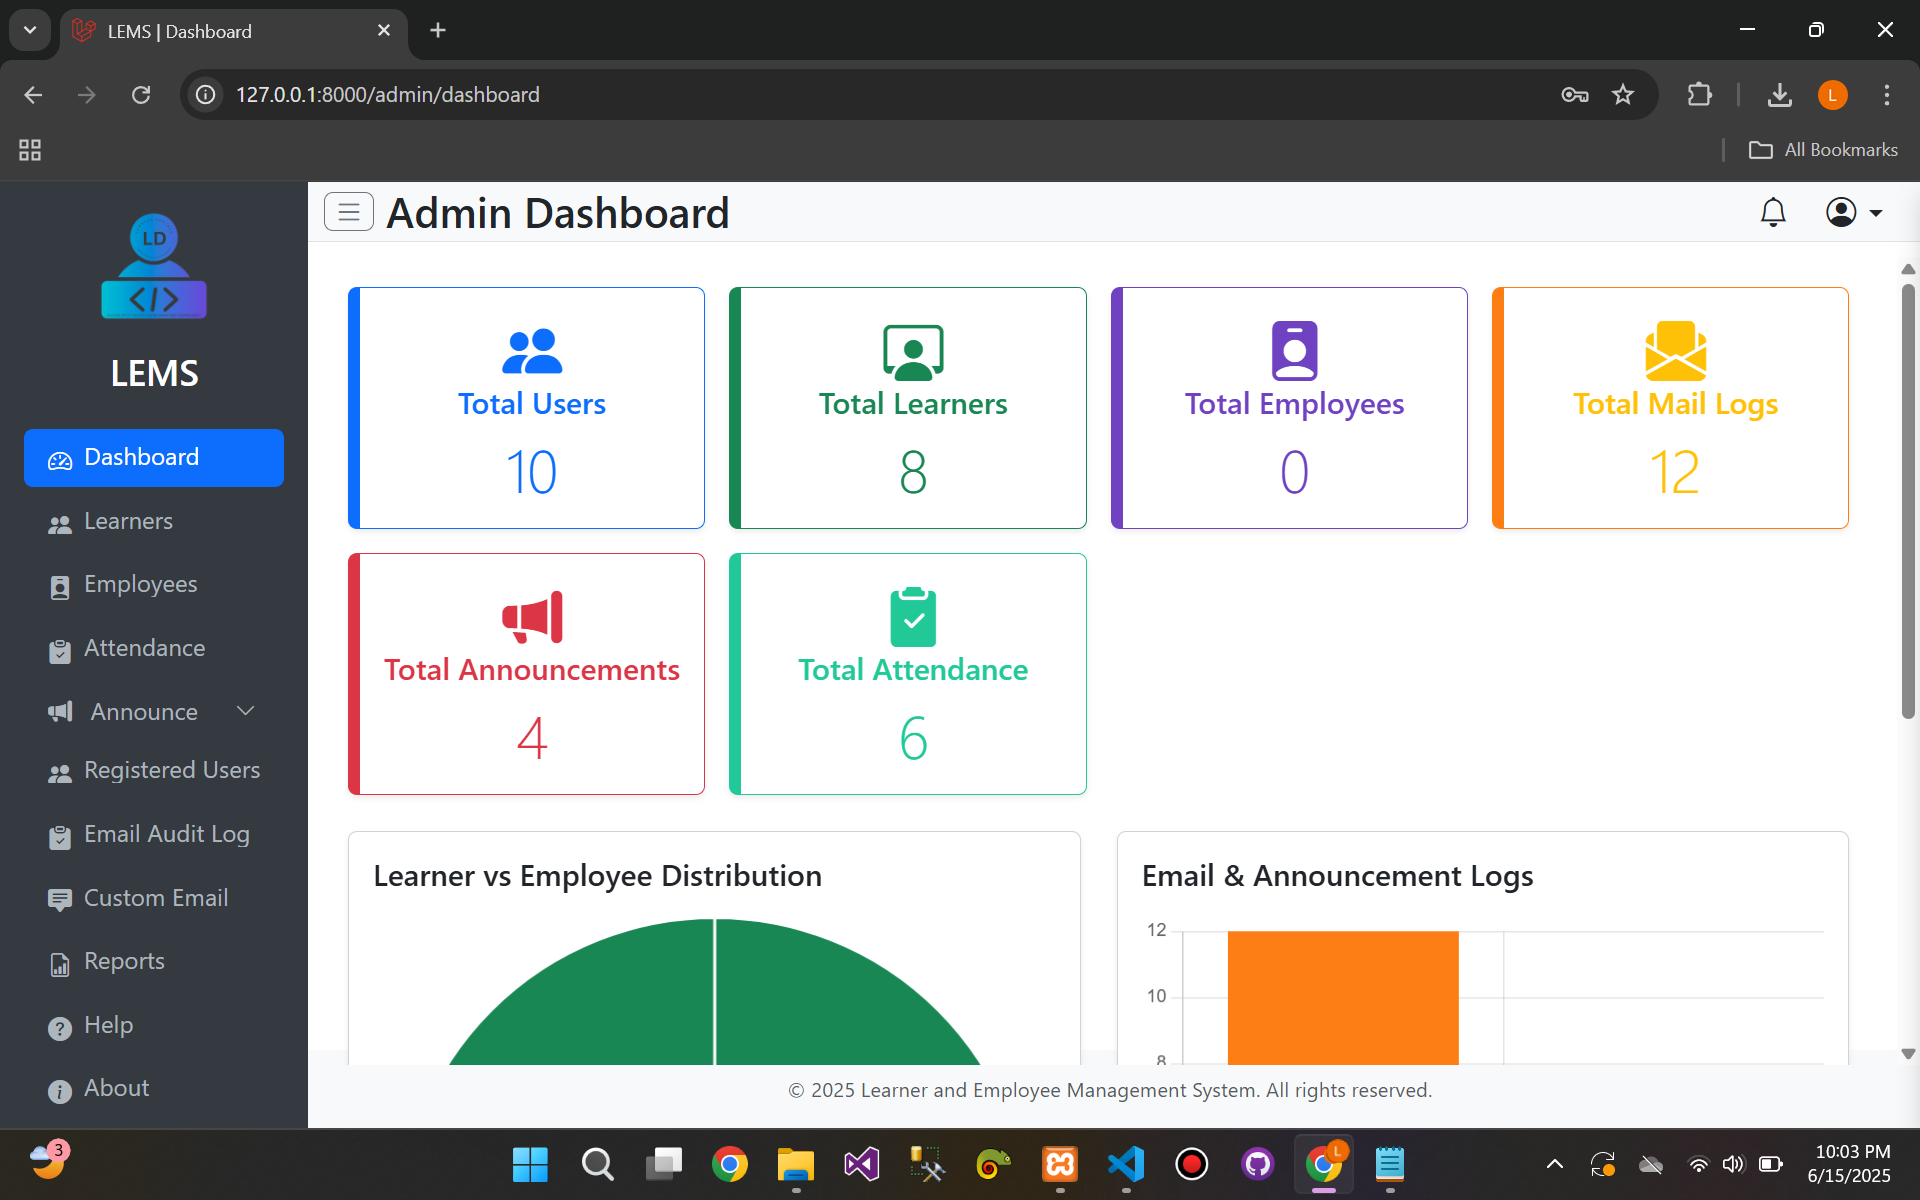 LEMS | Dashboard
127.0.0.1:8000/admin/dashboard
L
All Bookmarks
LD
</>
LEMS
Dashboard
Learners
Employees
Attendance
Announce
Registered Users
Email Audit Log
Custom Email
Reports
Help
About
Admin Dashboard
Total Users
10
Total Learners
8
Total Employees
0
Total Mail Logs
12
Total Announcements
4
Total Attendance
6
Learner vs Employee Distribution
Email & Announcement Logs
12
10
8
© 2025 Learner and Employee Management System. All rights reserved.
3
L
10:03 PM
6/15/2025